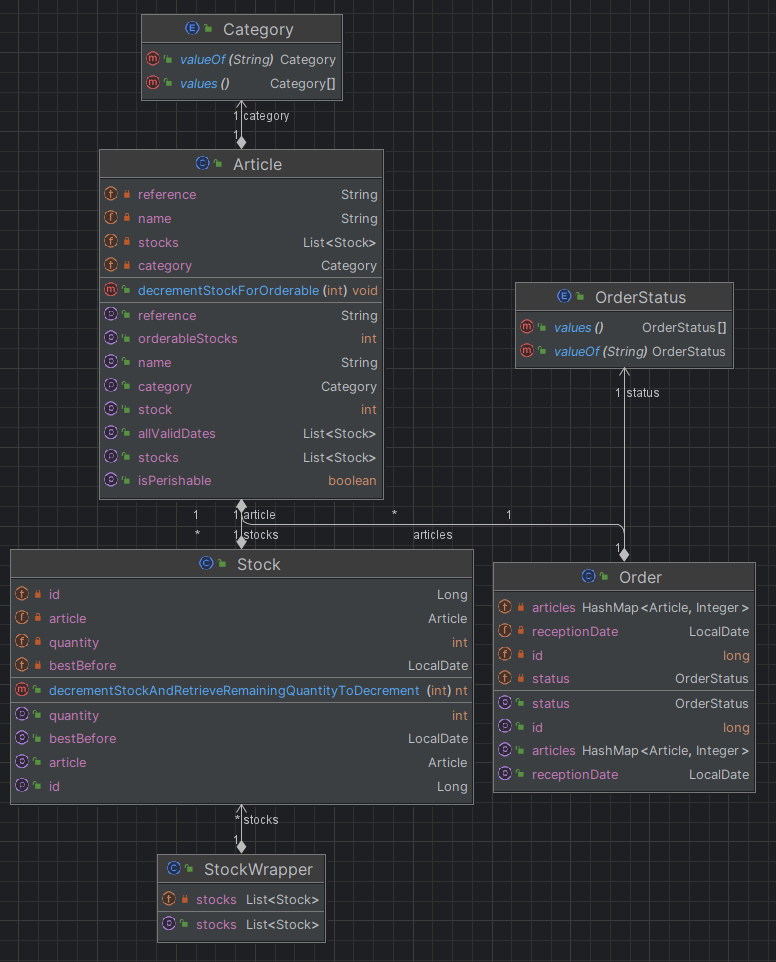 Category
valueOf (String) Category
values () Category[]
1 category
1
Article
reference String
name String
stocks List<Stock>
category Category
decrementStockForOrderable (int) void
reference String
orderableStocks int
name String
category Category
stock int
allValidDates List<Stock>
stocks List<Stock>
isPerishable boolean
OrderStatus
values () OrderStatus[]
valueOf (String) OrderStatus
1 status
1 1 article * 1
* 1 stocks articles 1
Stock
id Long
article Article
quantity int
bestBefore LocalDate
decrementStockAndRetrieveRemainingQuantityToDecrement (int) nt
quantity int
bestBefore LocalDate
article Article
id Long
Order
articles HashMap<Article, Integer>
receptionDate LocalDate
id long
status OrderStatus
status OrderStatus
id long
articles HashMap<Article, Integer>
receptionDate LocalDate
* stocks
1
StockWrapper
stocks List<Stock>
stocks List<Stock>